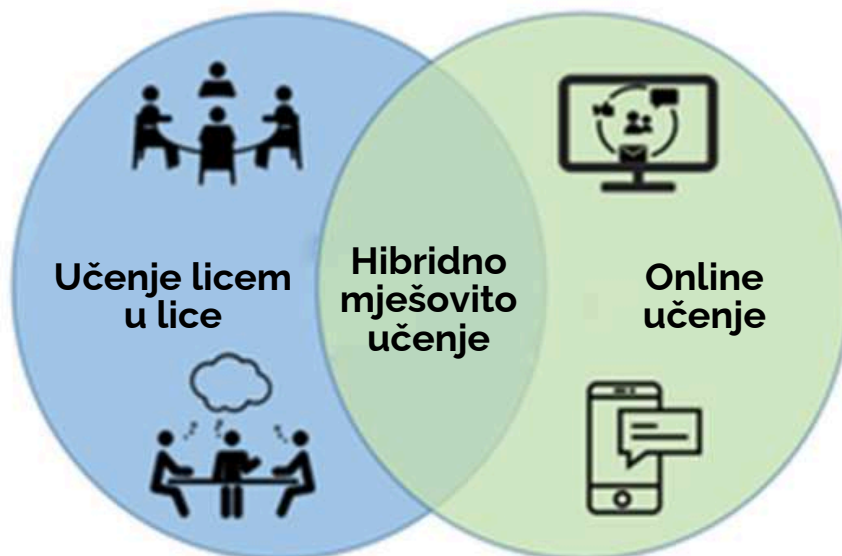 Učenje licem
u lice
Hibridno
mješovito
učenje
Online
učenje